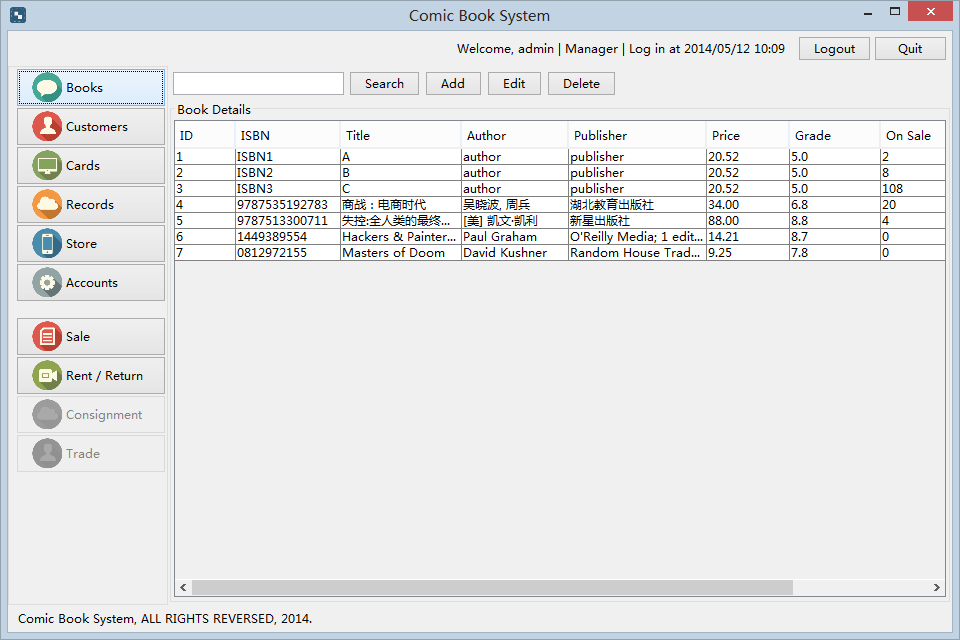 Comic Book System
Welcome, admin | Manager | Log in at 2014/05/12 10:09 Logout Quit
Books
Customers
Cards
Records
Store
Accounts
Sale
Rent / Return
Consignment
Trade
Search Add Edit Delete
Book Details
ID ISBN Title Author Publisher Price Grade On Sale
1 ISBN1 A author publisher 20.52 5.0 2
2 ISBN2 B author publisher 20.52 5.0 8
3 ISBN3 C author publisher 20.52 5.0 108
4 9787535192783 商战：电商时代 吴晓波, 周兵 湖北教育出版社 34.00 6.8 20
5 9787513300711 失控:全人类的最终... [美] 凯文·凯利 新星出版社 88.00 8.8 4
6 1449389554 Hackers & Painter... Paul Graham O'Reilly Media; 1 edit... 14.21 8.7 0
7 0812972155 Masters of Doom David Kushner Random House Trad... 9.25 7.8 0
Comic Book System, ALL RIGHTS REVERSED, 2014.